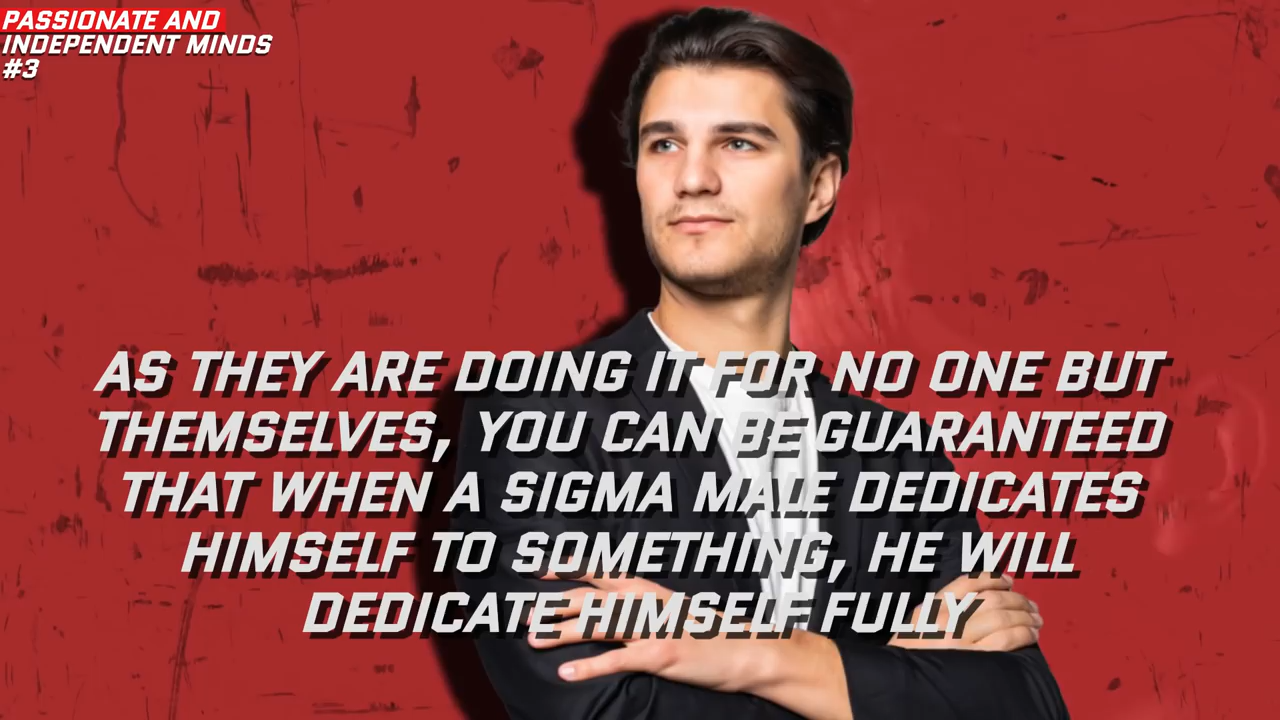 PASSIONATE AND
INDEPENDENT MINDS
#3
AS THEY ARE DOING IT FOR NO ONE BUT
THEMSELVES, YOU CAN BE GUARANTEED
THAT WHEN A SIGMA MALE DEDICATES
HIMSELF TO SOMETHING, HE WILL
DEDICATE HIMSELF FULLY